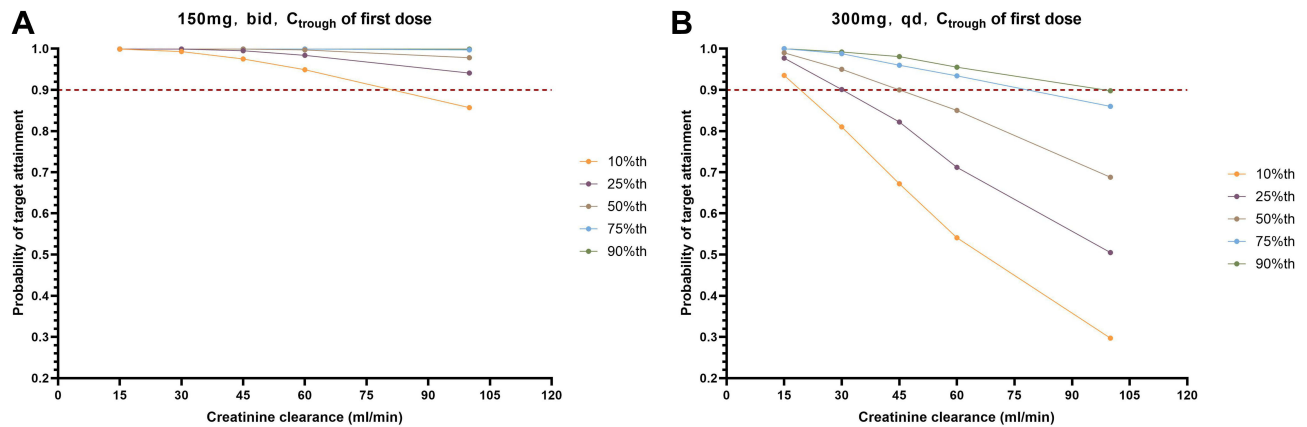 A
150mg, bid, Ctrough of first dose
Probability of target attainment
1.0
0.9
0.8
0.7
0.6
0.5
0.4
0.3
0.2
0
15
30
45
60
75
90
105
120
Creatinine clearance (ml/min)
10%th
25%th
50%th
75%th
90%th
B
300mg, qd, Ctrough of first dose
Probability of target attainment
1.0
0.9
0.8
0.7
0.6
0.5
0.4
0.3
0.2
0
15
30
45
60
75
90
105
120
Creatinine clearance (ml/min)
10%th
25%th
50%th
75%th
90%th